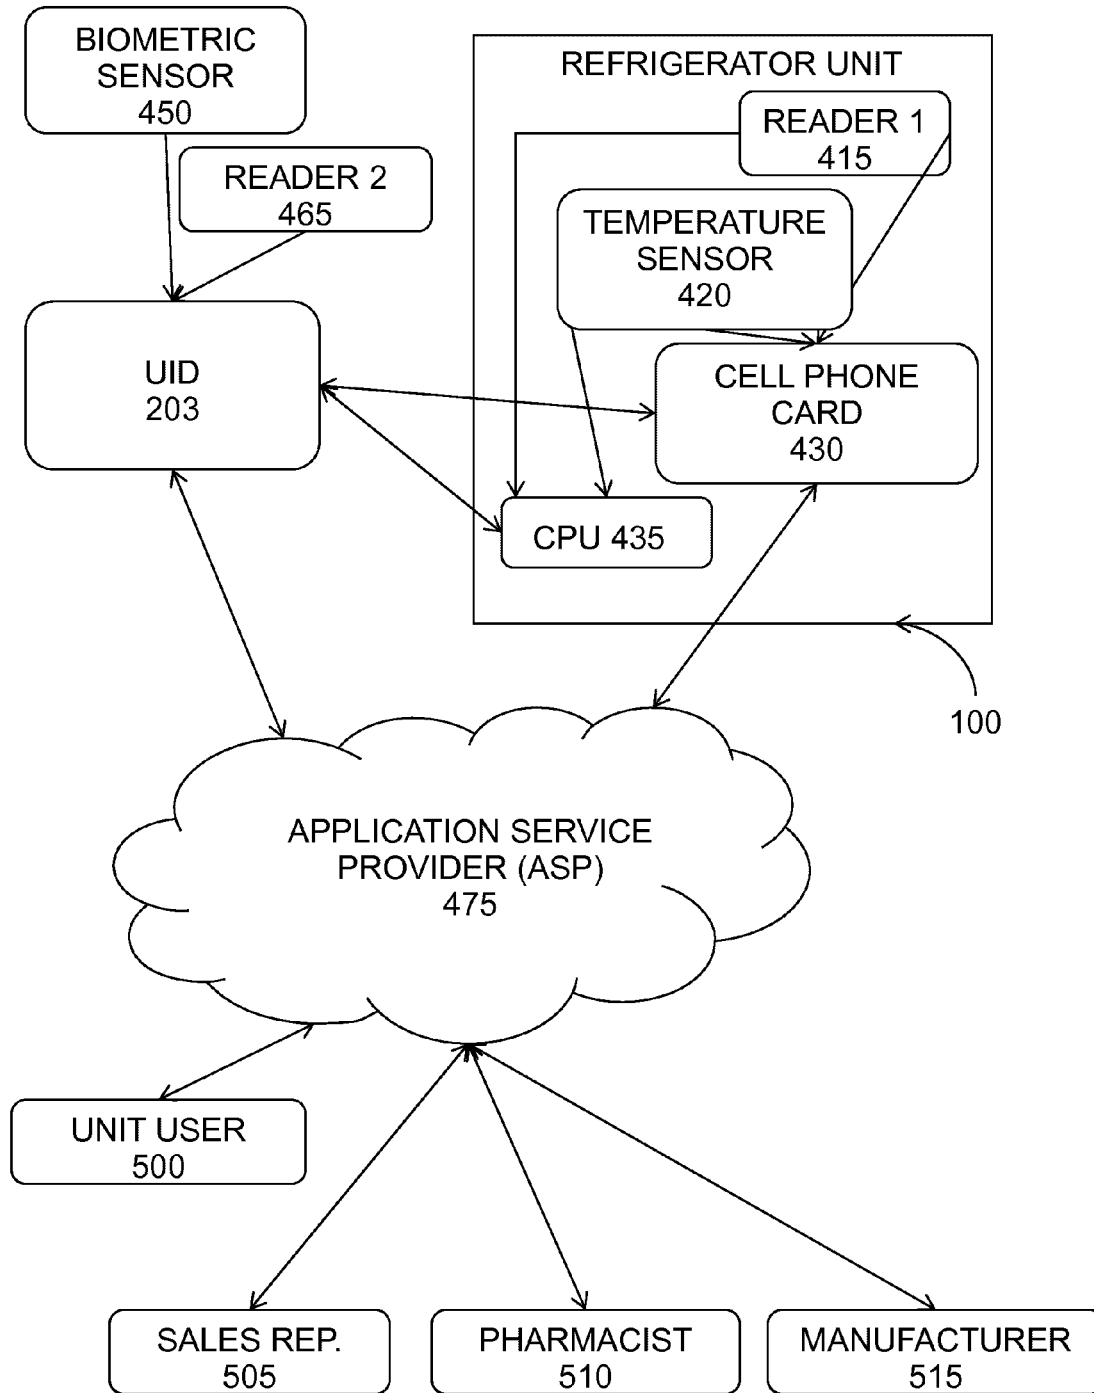 BIOMETRIC
SENSOR
450
REFRIGERATOR UNIT
READER 1
415
READER 2
465
TEMPERATURE
SENSOR
420
UID
203
CELL PHONE
CARD
430
CPU 435
100
APPLICATION SERVICE
PROVIDER (ASP)
475
UNIT USER
500
SALES REP.
505
PHARMACIST
510
MANUFACTURER
515